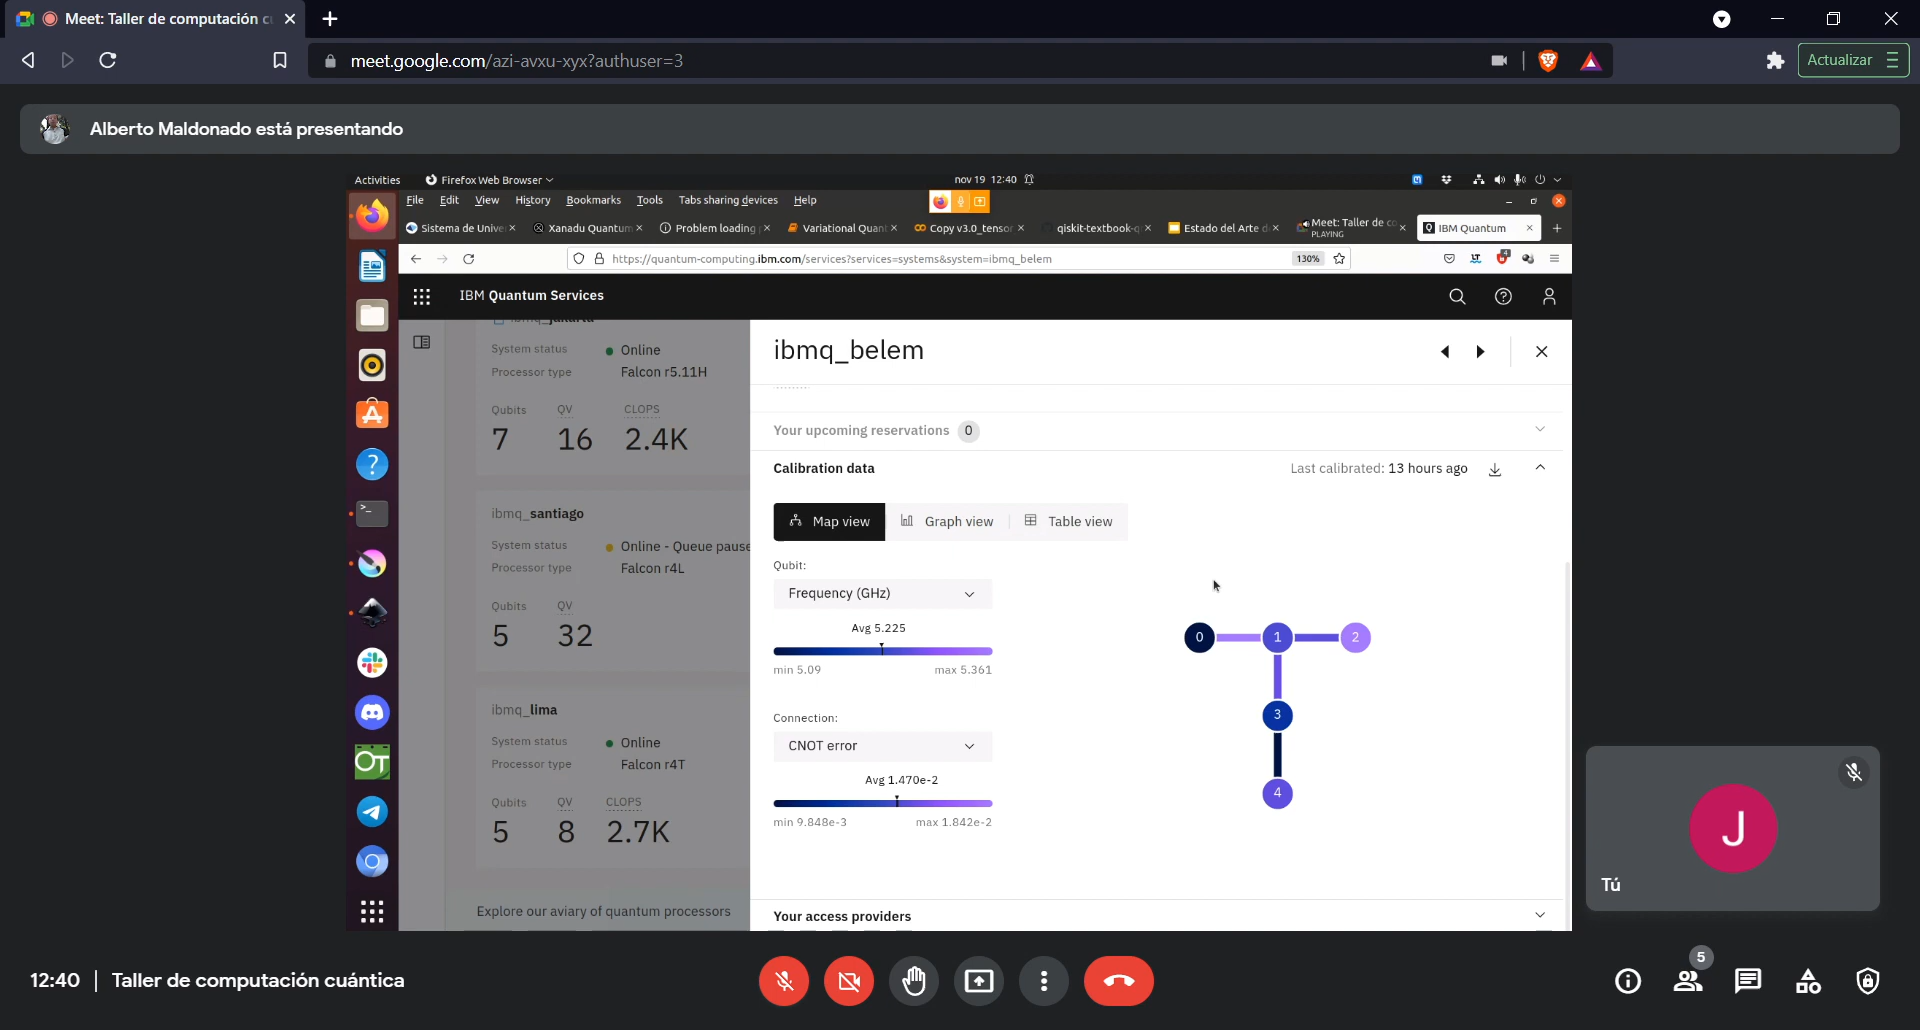 Meet: Taller de computación c
meet.google.com/azi-avxu-xyx?authuser=3
Actualizar
Alberto Maldonado está presentando
Activities
Firefox Web Browser
nov 19 12:40
File Edit View History Bookmarks Tools Tabs sharing devices Help
Sistema de Unive
Xanadu Quantum
Problem loading
Variational Quan
Copy v3.0_tensor
qiskit-textbook-q
Estado del Arte d
Meet: Taller de co
PLAYING
IBM Quantum
https://quantum-computing.ibm.com/services?services=systems&system=ibmq_belem
130%
IBM Quantum Services
System status Online
Processor type Falcon r5.11H
Qubits QV CLOPS
7 16 2.4K
ibmq_santiago
System status Online - Queue pause
Processor type Falcon r4L
Qubits QV
5 32
ibmq_lima
System status Online
Processor type Falcon r4T
Qubits QV CLOPS
5 8 2.7K
Explore our aviary of quantum processors
ibmq_belem
Your upcoming reservations 0
Calibration data
Last calibrated: 13 hours ago
Map view
Graph view
Table view
Qubit:
Frequency (GHz)
Avg 5.225
min 5.09 max 5.361
Connection:
CNOT error
Avg 1.470e-2
min 9.848e-3 max 1.842e-2
0 1 2
3
4
Your access providers
J
Tú
12:40 | Taller de computación cuántica
5